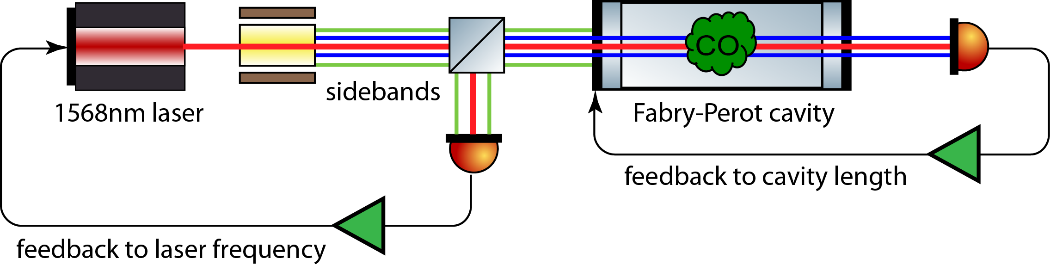 CO
sidebands
1568nm laser
Fabry-Perot cavity
feedback to cavity length
feedback to laser frequency